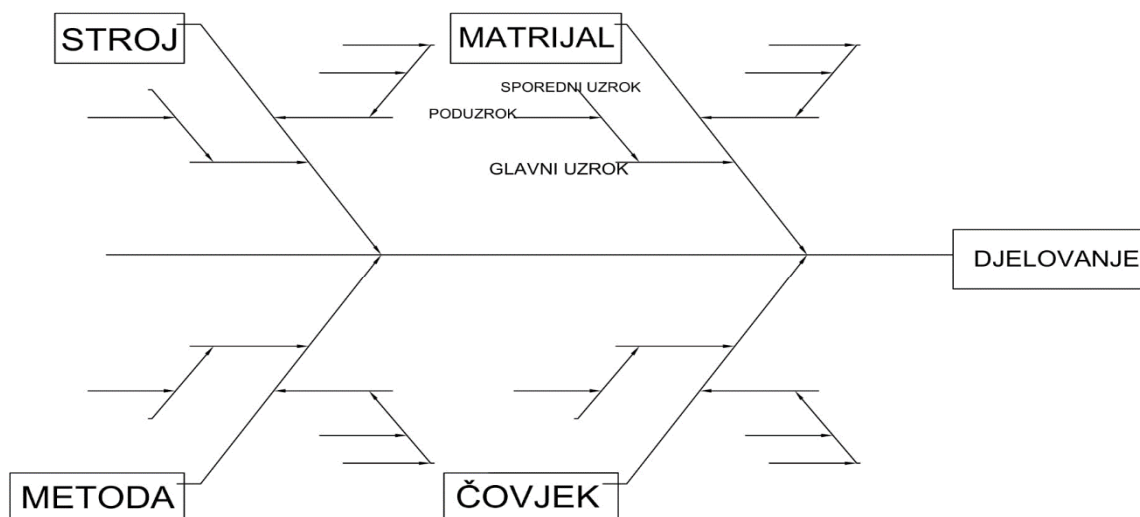 STROJ
MATRIJAL
SPOREDNI UZROK
PODUZROK
GLAVNI UZROK
DJELOVANJE
METODA
ČOVJEK